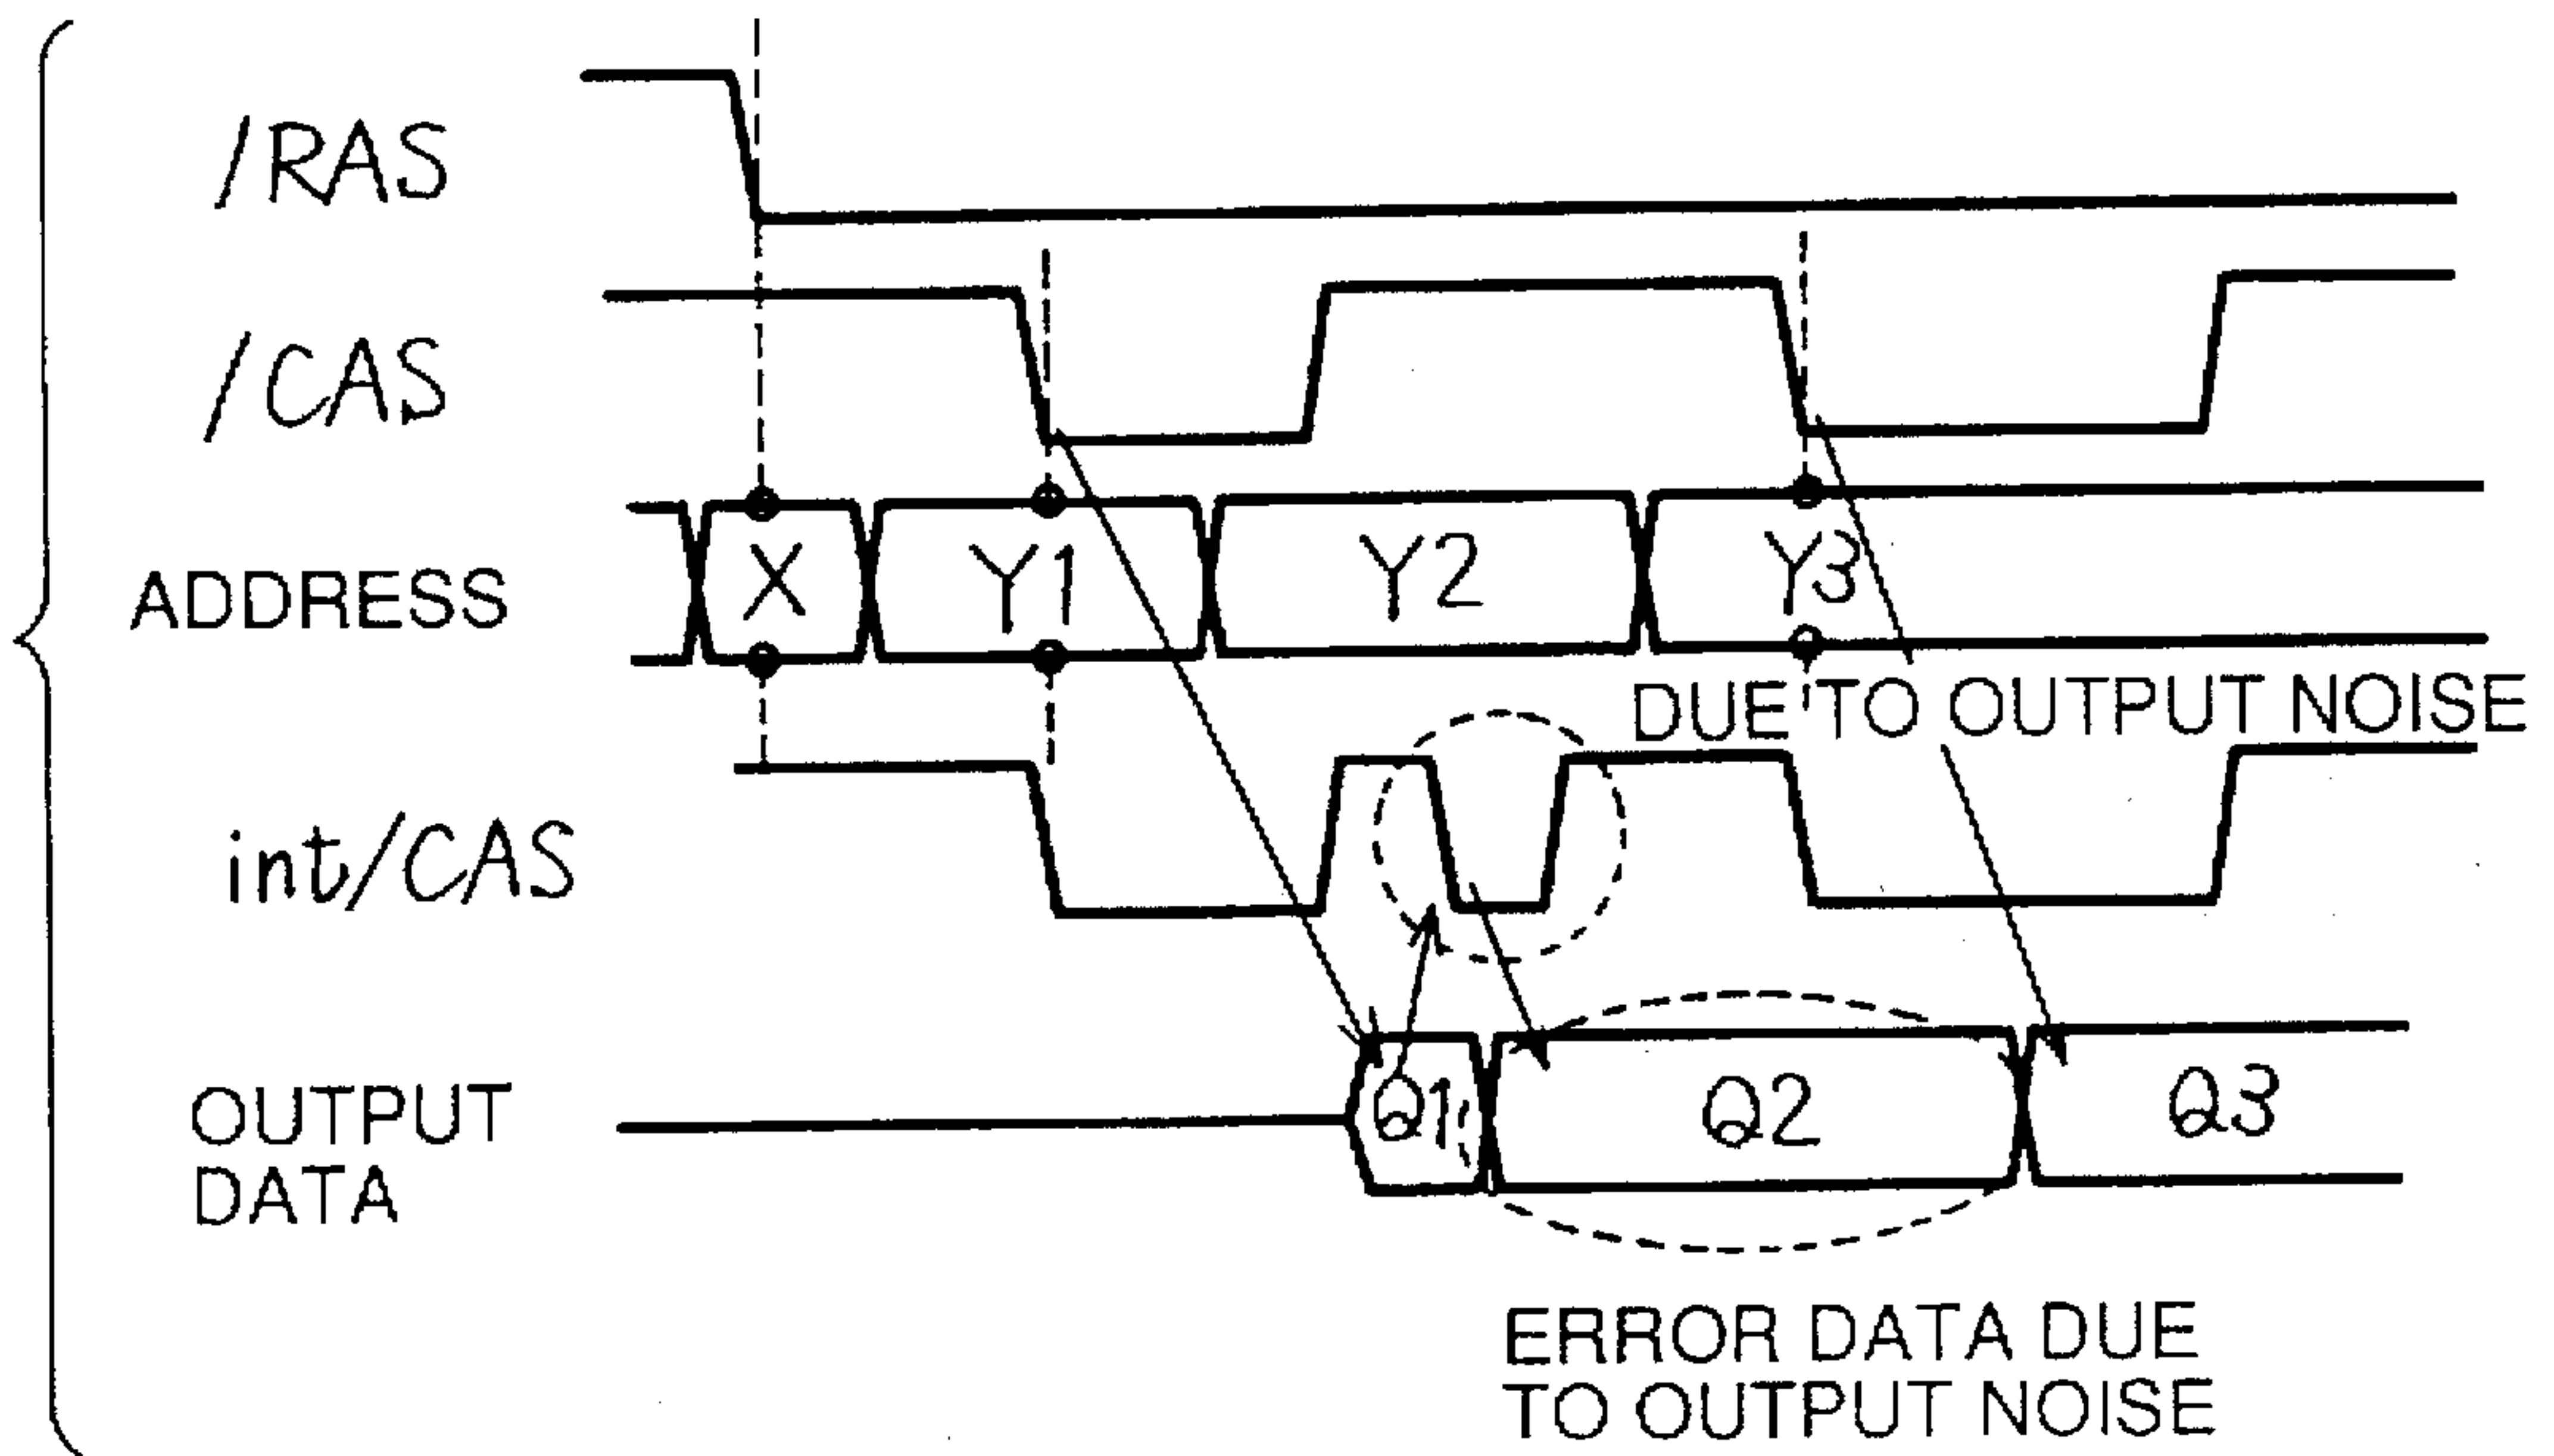 /RAS
/CAS
ADDRESS
X
Y1
Y2
Y3
DUE TO OUTPUT NOISE
int/CAS
OUTPUT
DATA
Q1
Q2
Q3
ERROR DATA DUE
TO OUTPUT NOISE